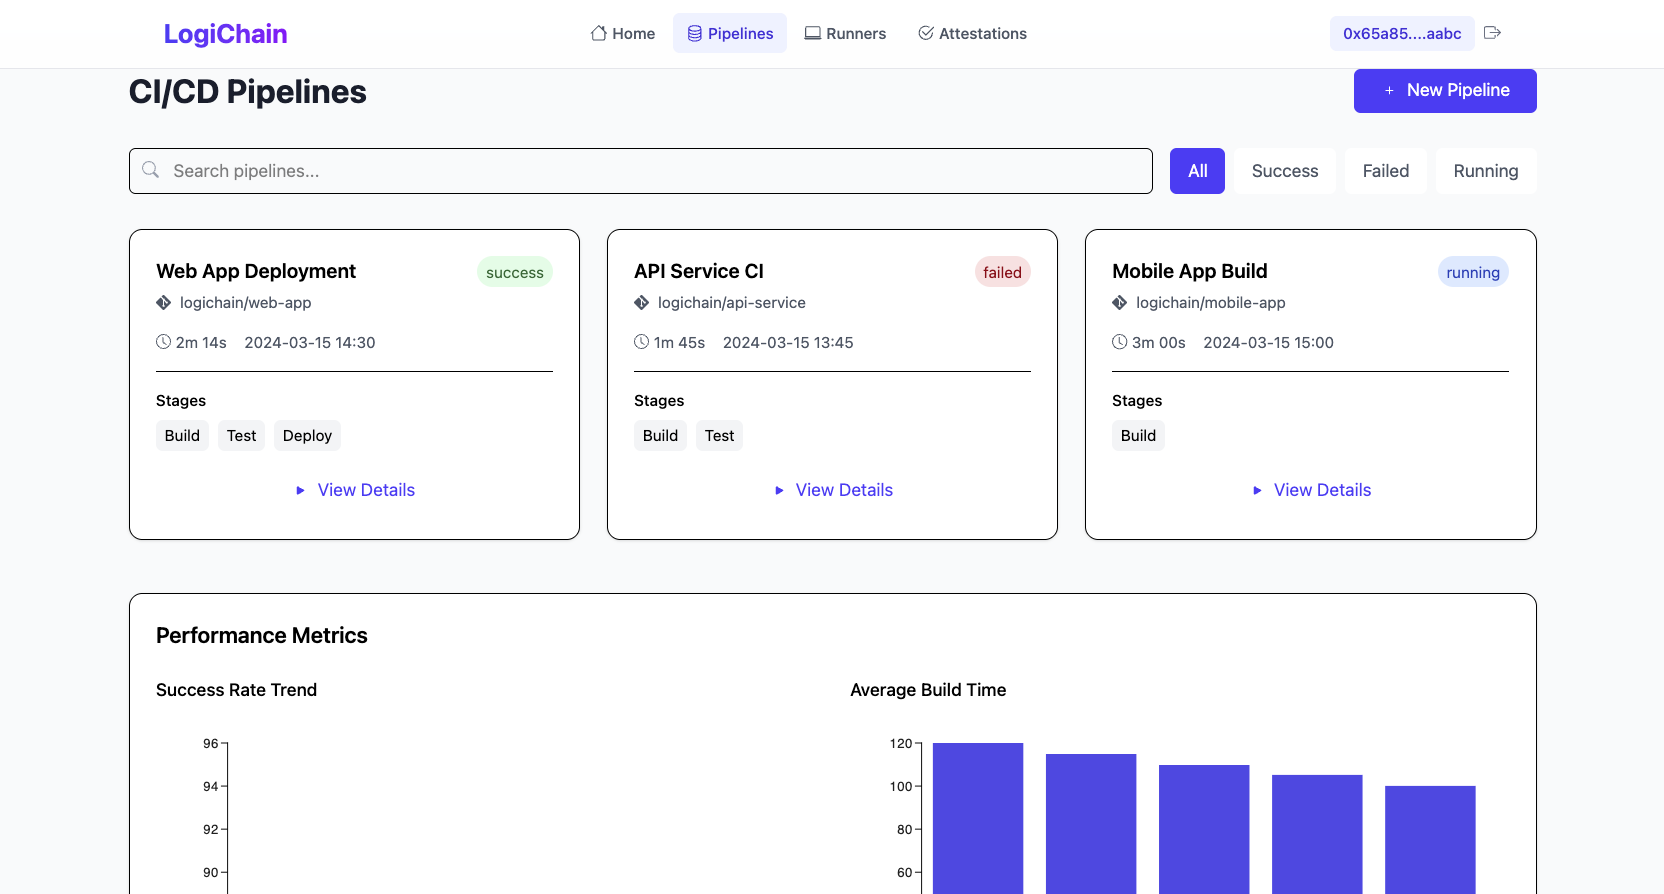 LogiChain
Home
Pipelines
Runners
Attestations
0x65a85....aabc
CI/CD Pipelines
+ New Pipeline
Search pipelines...
All
Success
Failed
Running
Web App Deployment
success
logichain/web-app
2m 14s 2024-03-15 14:30
Stages
Build Test Deploy
View Details
API Service CI
failed
logichain/api-service
1m 45s 2024-03-15 13:45
Stages
Build Test
View Details
Mobile App Build
running
logichain/mobile-app
3m 00s 2024-03-15 15:00
Stages
Build
View Details
Performance Metrics
Success Rate Trend
96
94
92
90
Average Build Time
120
100
80
60